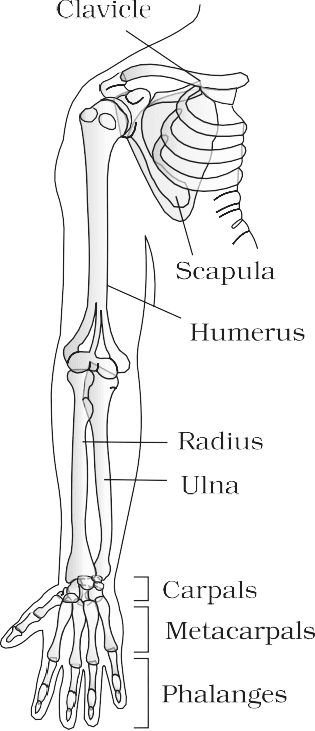 Clavicle
Scapula
Humerus
Radius
Ulna
Carpals
Metacarpals
Phalanges